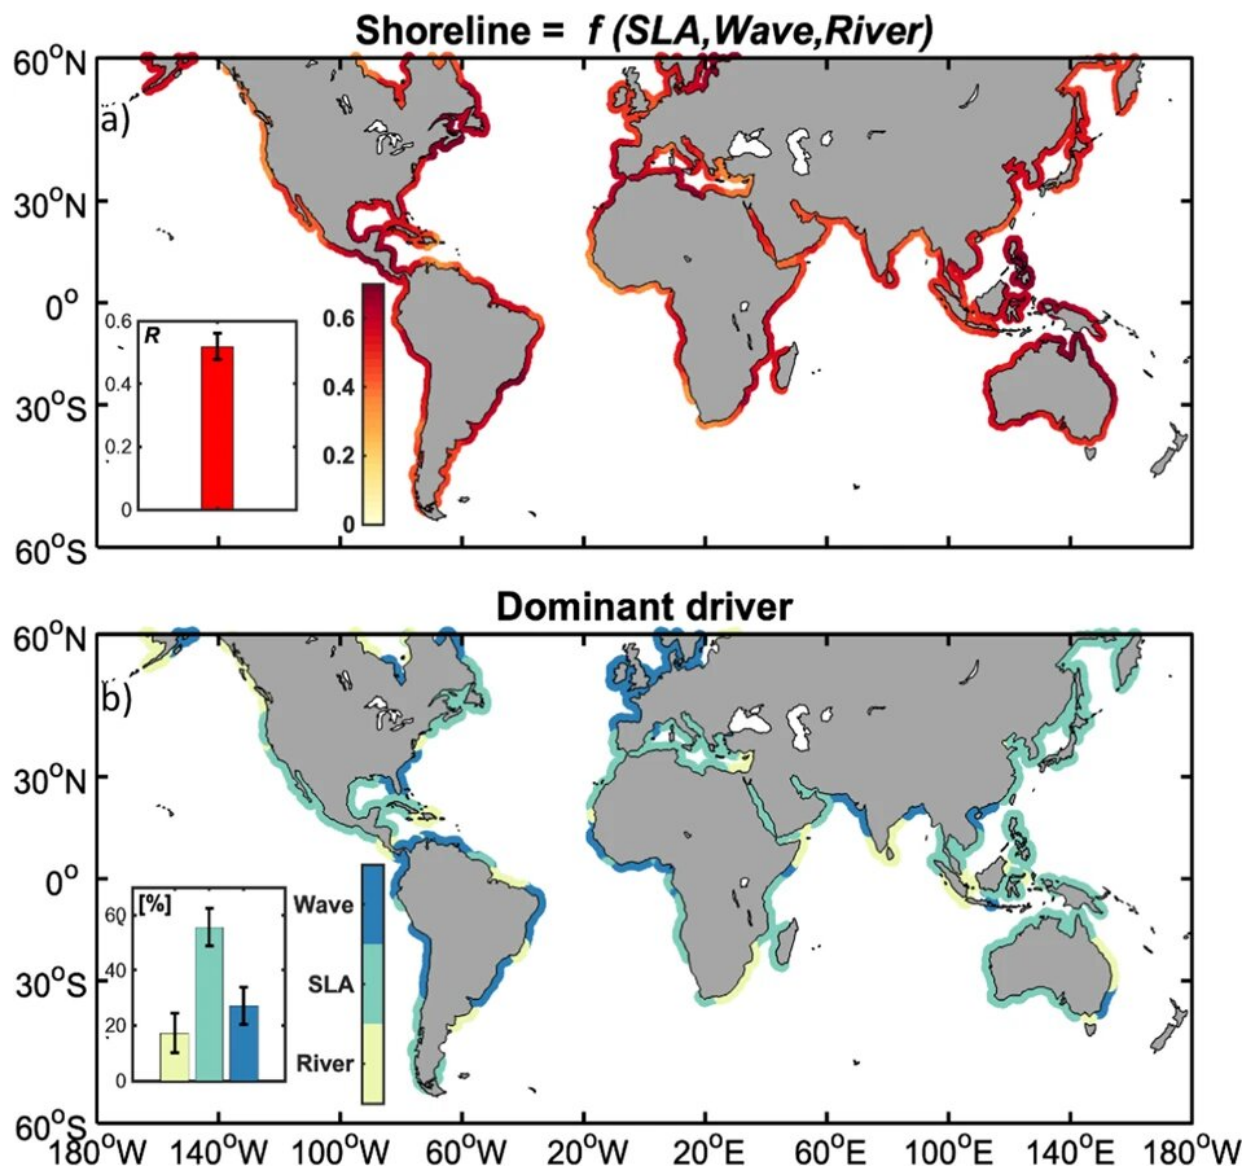 Shoreline = f (SLA,Wave,River)
60°N
a)
30°N
0°
0.6
R
0.4
0.2
0
0.6
0.4
0.2
0
30°S
60°S
Dominant driver
60°N
b)
30°N
0°
[%]
60
40
20
0
Wave
SLA
River
30°S
60°S
180°W 140°W 100°W 60°W 20°W 20°E 60°E 100°E 140°E 180°W